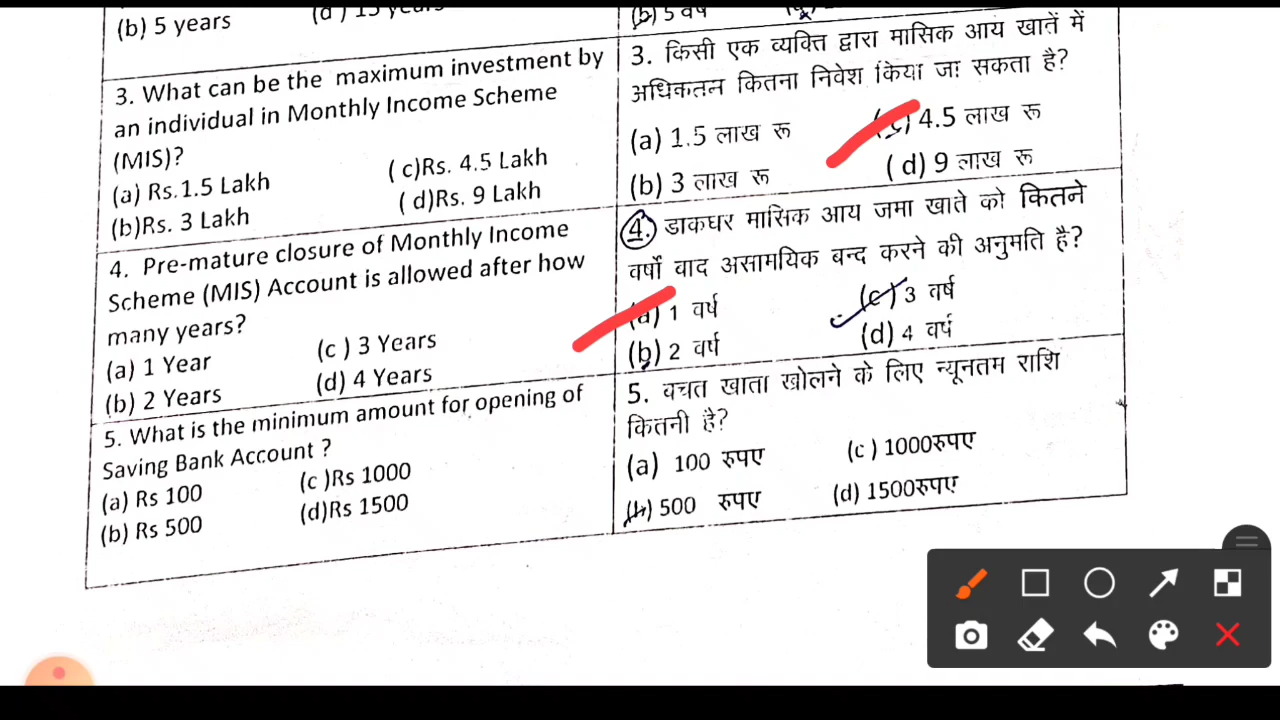 (b) 5 years
(d ) 15 years
(b) 5 वर्ष
3. What can be the maximum investment by
an individual in Monthly Income Scheme
(MIS)?
(a) Rs.1.5 Lakh
( c)Rs. 4.5 Lakh
(b)Rs. 3 Lakh
( d)Rs. 9 Lakh
3. किसी एक व्यक्ति द्वारा मासिक आय खातें में
अधिकतम कितना निवेश किया जा सकता है?
(a) 1.5 लाख रू
(c) 4.5 लाख रू
(b) 3 लाख रू
( d) 9 लाख रू
4. Pre-mature closure of Monthly Income
Scheme (MIS) Account is allowed after how
many years?
(a) 1 Year
(c ) 3 Years
(b) 2 Years
(d) 4 Years
4. डाकघर मासिक आय जमा खाते को कितने
वर्षों बाद असामयिक बन्द करने की अनुमति है?
(a) 1 वर्ष
(c ) 3 वर्ष
(b) 2 वर्ष
(d) 4 वर्ष
5. What is the minimum amount for opening of
Saving Bank Account ?
(a) Rs 100
(c )Rs 1000
(b) Rs 500
(d)Rs 1500
5. वचत खाता खोलने के लिए न्यूनतम राशि
कितनी है?
(a) 100 रुपए
(c ) 1000रुपए
(b) 500 रुपए
(d) 1500रुपए